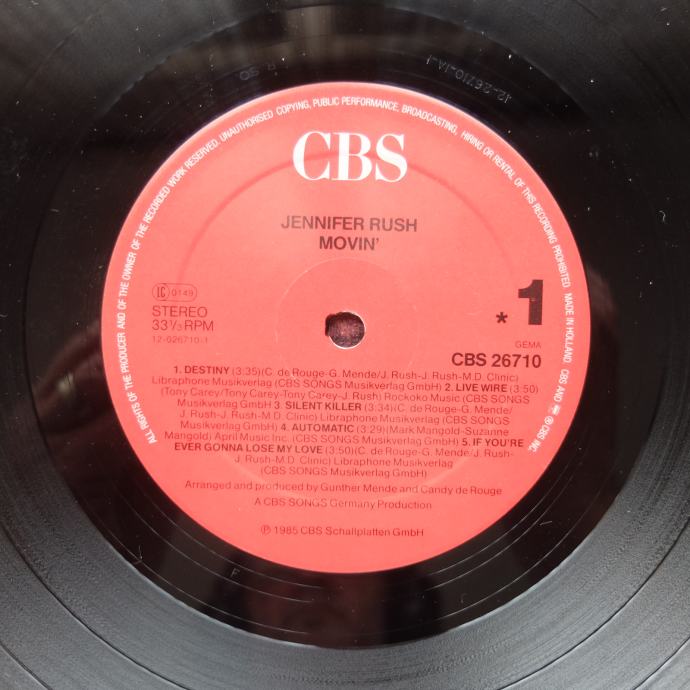 12-26710-1A-1
ALL RIGHTS OF THE PRODUCER AND OF THE OWNER OF THE RECORDED WORK RESERVED. UNAUTHORISED COPYING, PUBLIC PERFORMANCE, BROADCASTING, HIRING OR RENTAL OF THIS RECORDING PROHIBITED MADE IN HOLLAND CBS AND ® CBS INC.
CBS
JENNIFER RUSH
MOVIN'
LC 0149
STEREO
33⅓ RPM
12-026710-1
* 1
GEMA
CBS 26710
1. DESTINY (3:35)(C. de Rouge-G. Mende/J. Rush-J. Rush-M.D. Clinic)
Libraphone Musikverlag (CBS SONGS Musikverlag GmbH) 2. LIVE WIRE (3:50)
(Tony Carey/Tony Carey-Tony Carey-J. Rush) Rockoko Music (CBS SONGS
Musikverlag GmbH) 3. SILENT KILLER (3:34)(C. de Rouge-G. Mende/
J. Rush-J. Rush-M.D. Clinic) Libraphone Musikverlag (CBS SONGS
Musikverlag GmbH) 4. AUTOMATIC (3:29)(Mark Mangold-Suzanne
Mangold) April Music Inc. (CBS SONGS Musikverlag GmbH) 5. IF YOU'RE
EVER GONNA LOSE MY LOVE (3:50)(C. de Rouge-G. Mende/J. Rush-
J. Rush-M.D. Clinic) Libraphone Musikverlag
(CBS SONGS Musikverlag GmbH)
Arranged and produced by Gunther Mende and Candy de Rouge
A CBS SONGS Germany Production
℗ 1985 CBS Schallplatten GmbH
F